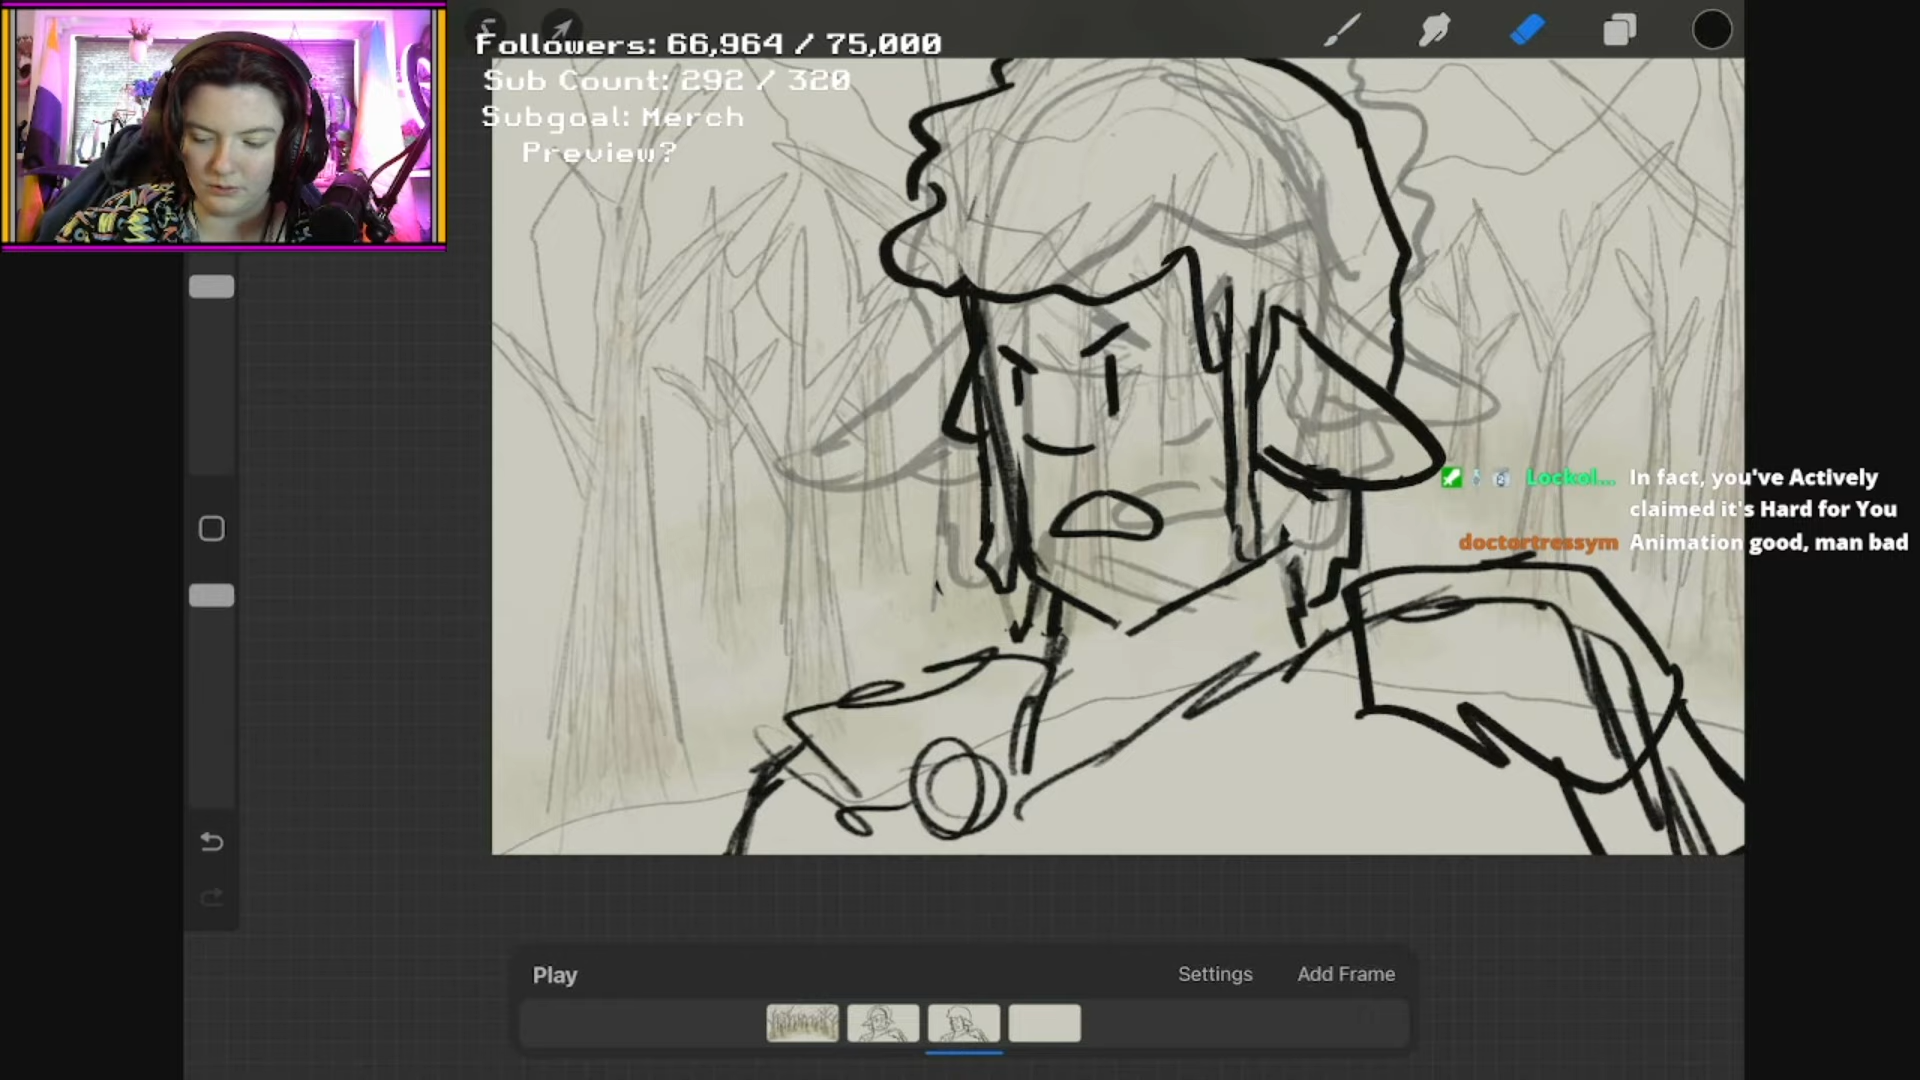 Followers: 66,964 / 75,000
Sub Count: 292 / 320
Subgoal: Merch
Preview?
Lockol... In fact, you've Actively
claimed it's Hard for You
doctortressym Animation good, man bad
Play
Settings
Add Frame